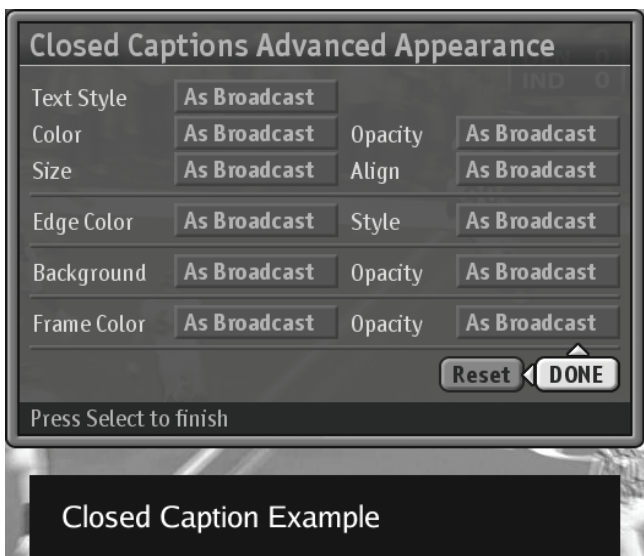 Closed Captions Advanced Appearance
IND 0
Text Style As Broadcast
Color As Broadcast Opacity As Broadcast
Size As Broadcast Align As Broadcast
Edge Color As Broadcast Style As Broadcast
Background As Broadcast Opacity As Broadcast
Frame Color As Broadcast Opacity As Broadcast
Reset DONE
Press Select to finish
Closed Caption Example